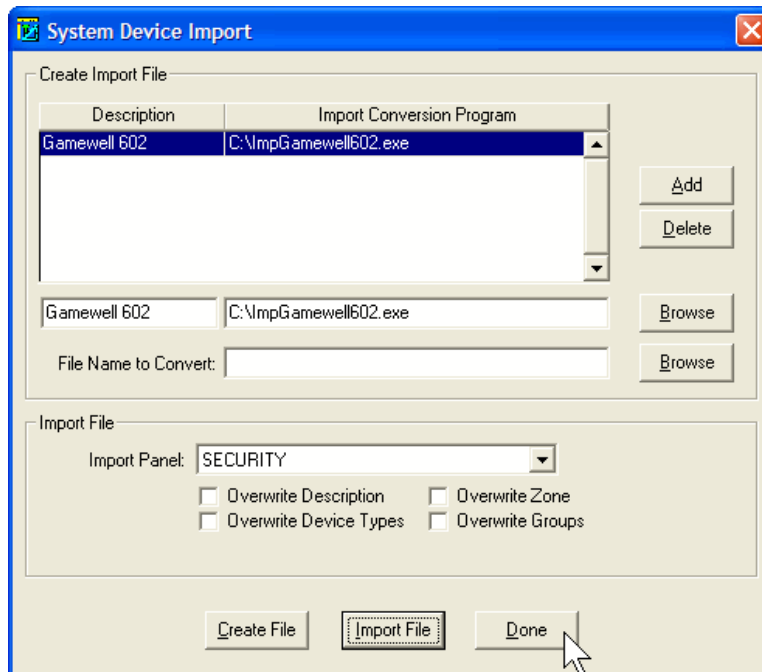 System Device Import
Create Import File
Description Import Conversion Program
Gamewell 602 C:\ImpGamewell602.exe
Add
Delete
Gamewell 602 C:\ImpGamewell602.exe Browse
File Name to Convert: Browse
Import File
Import Panel: SECURITY
Overwrite Description Overwrite Zone
Overwrite Device Types Overwrite Groups
Create File Import File Done